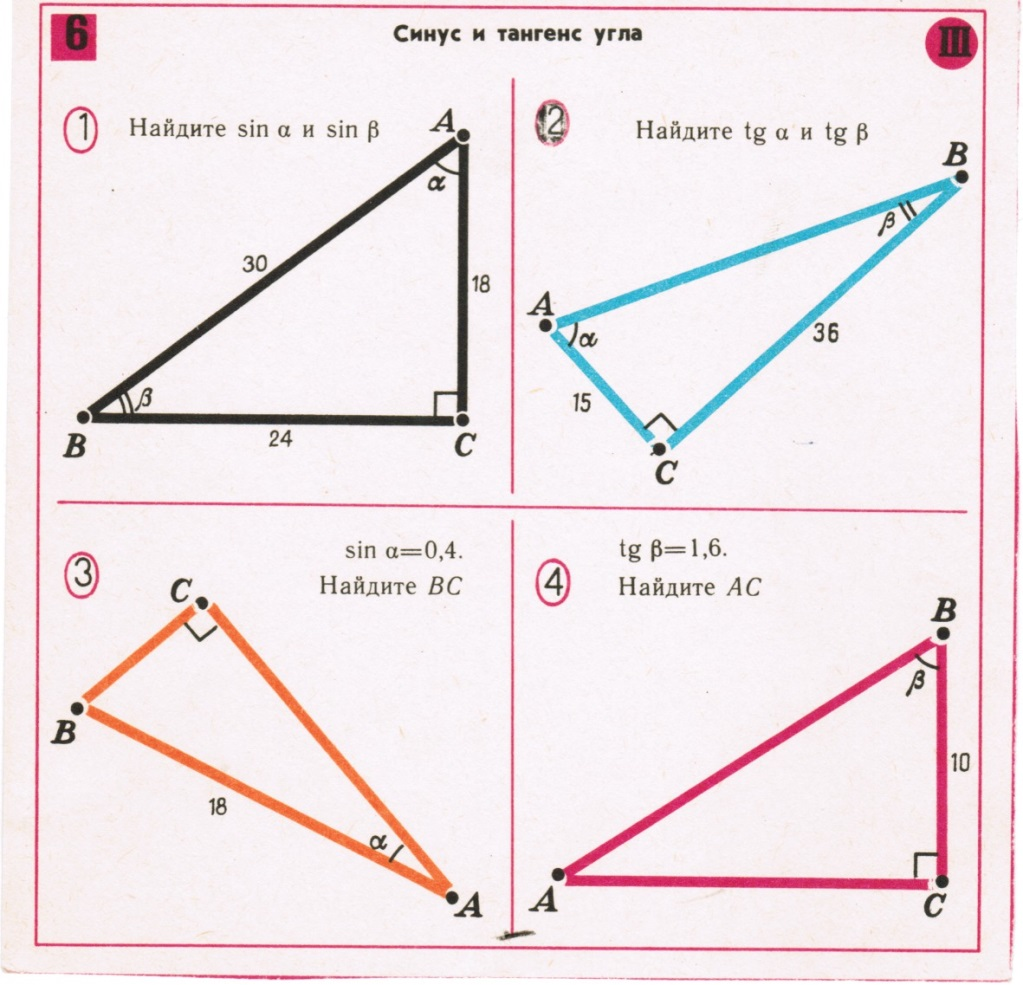 6
Синус и тангенс угла
III
1
Найдите sin α и sin β
A
α
30
18
β
B
24
C
2
Найдите tg α и tg β
B
β
A
α
36
15
C
3
sin α=0,4.
Найдите BC
C
B
18
α
A
4
tg β=1,6.
Найдите AC
B
β
10
A
C